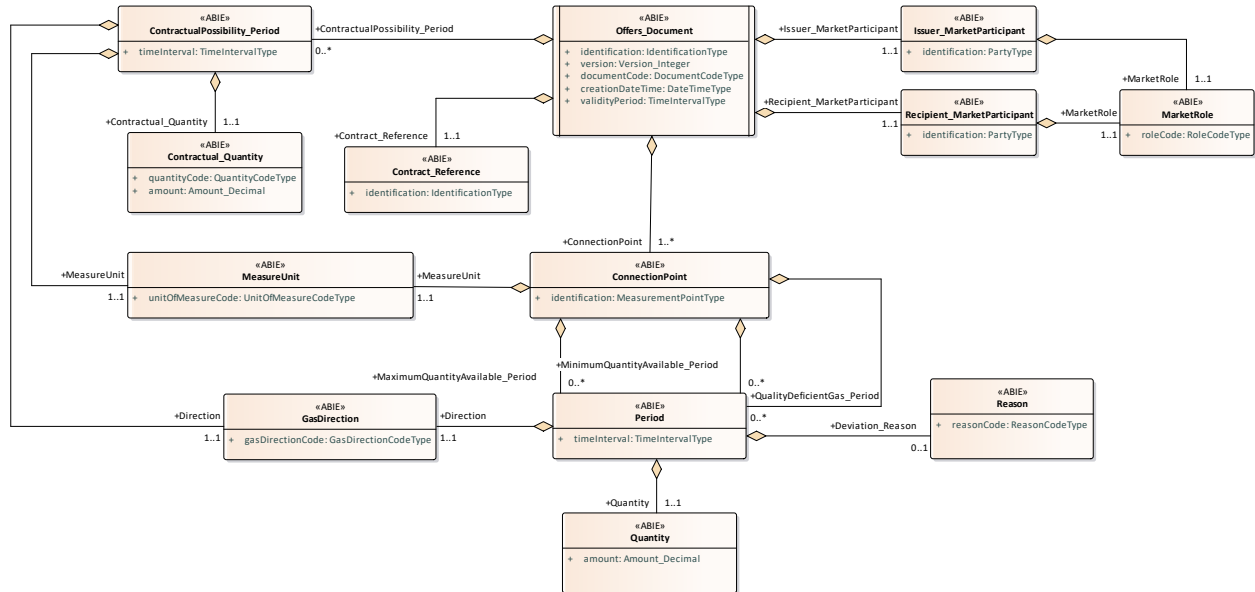 «ABIE»
ContractualPossibility_Period
+ timeInterval: TimeIntervalType
+ContractualPossibility_Period
0..*
«ABIE»
Offers_Document
+ identification: IdentificationType
+ version: Version_Integer
+ documentCode: DocumentCodeType
+ creationDateTime: DateTimeType
+ validityPeriod: TimeIntervalType
+Issuer_MarketParticipant
1..1
«ABIE»
Issuer_MarketParticipant
+ identification: PartyType
+MarketRole
1..1
+Recipient_MarketParticipant
1..1
«ABIE»
Recipient_MarketParticipant
+ identification: PartyType
+MarketRole
1..1
«ABIE»
MarketRole
+ roleCode: RoleCodeType
+Contractual_Quantity
1..1
«ABIE»
Contractual_Quantity
+ quantityCode: QuantityCodeType
+ amount: Amount_Decimal
+Contract_Reference
1..1
«ABIE»
Contract_Reference
+ identification: IdentificationType
+ConnectionPoint
1..*
+MeasureUnit
1..1
«ABIE»
MeasureUnit
+ unitOfMeasureCode: UnitOfMeasureCodeType
+MeasureUnit
1..1
«ABIE»
ConnectionPoint
+ identification: MeasurementPointType
+MinimumQuantityAvailable_Period
0..*
+MaximumQuantityAvailable_Period
0..*
+QualityDeficientGas_Period
0..*
+Direction
1..1
«ABIE»
GasDirection
+ gasDirectionCode: GasDirectionCodeType
+Direction
1..1
«ABIE»
Period
+ timeInterval: TimeIntervalType
+Deviation_Reason
0..1
«ABIE»
Reason
+ reasonCode: ReasonCodeType
+Quantity
1..1
«ABIE»
Quantity
+ amount: Amount_Decimal